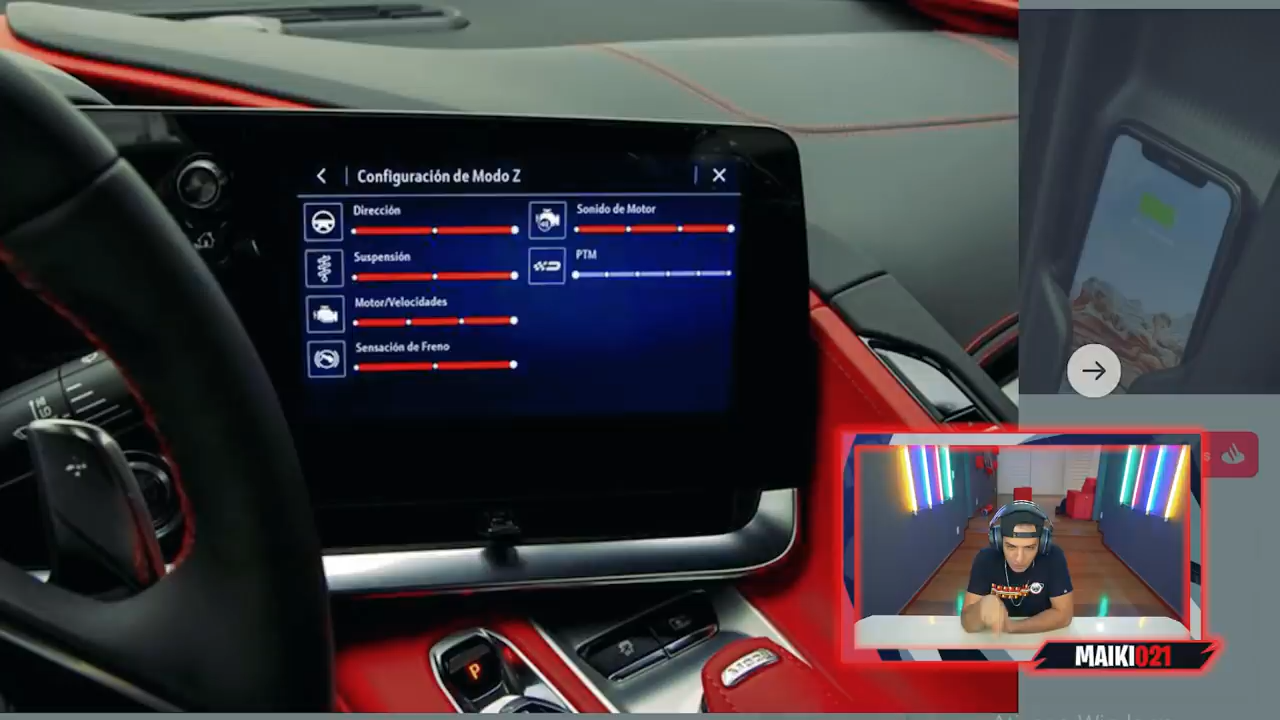 Configuración de Modo Z
Dirección
Sonido de Motor
Suspensión
PTM
Motor/Velocidades
Sensación de Freno
P
MAIKI021